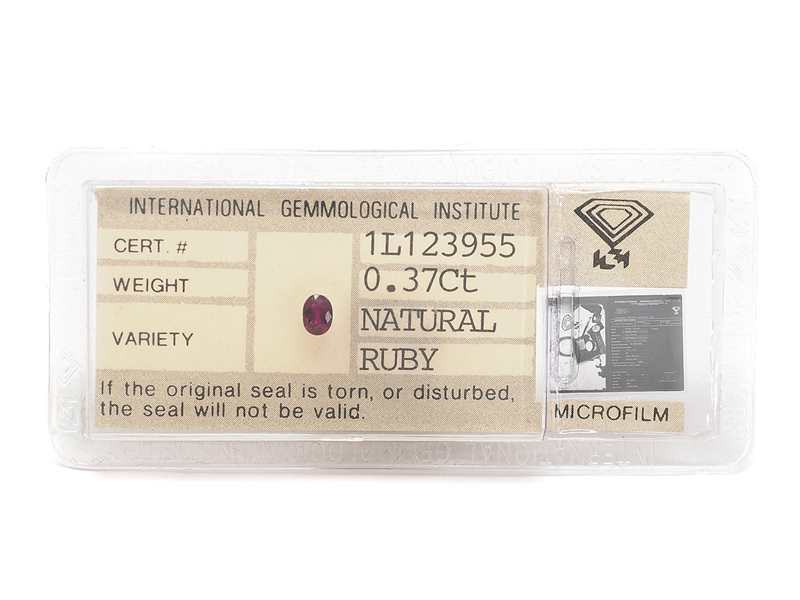 INTERNATIONAL GEMMOLOGICAL INSTITUTE
CERT. # 1L123955
WEIGHT 0.37Ct
VARIETY NATURAL
RUBY
If the original seal is torn, or disturbed,
the seal will not be valid.
MICROFILM